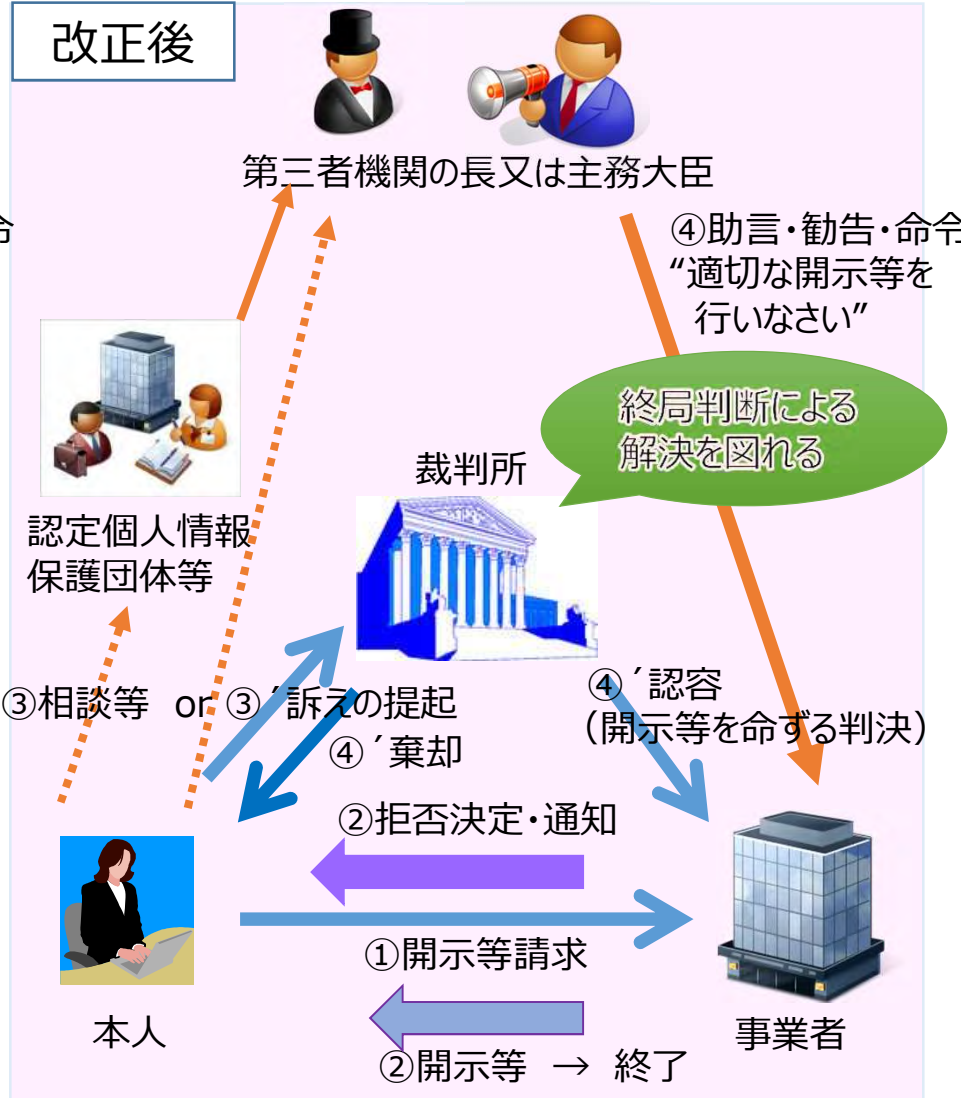 改正後
第三者機関の長又は主務大臣
令
④助言・勧告・命令
“適切な開示等を
行いなさい”
終局判断による
解決を図れる
裁判所
認定個人情報
保護団体等
③相談等 or ③´訴えの提起
④´認容
（開示等を命ずる判決）
④´棄却
②拒否決定・通知
①開示等請求
本人
事業者
②開示等 → 終了